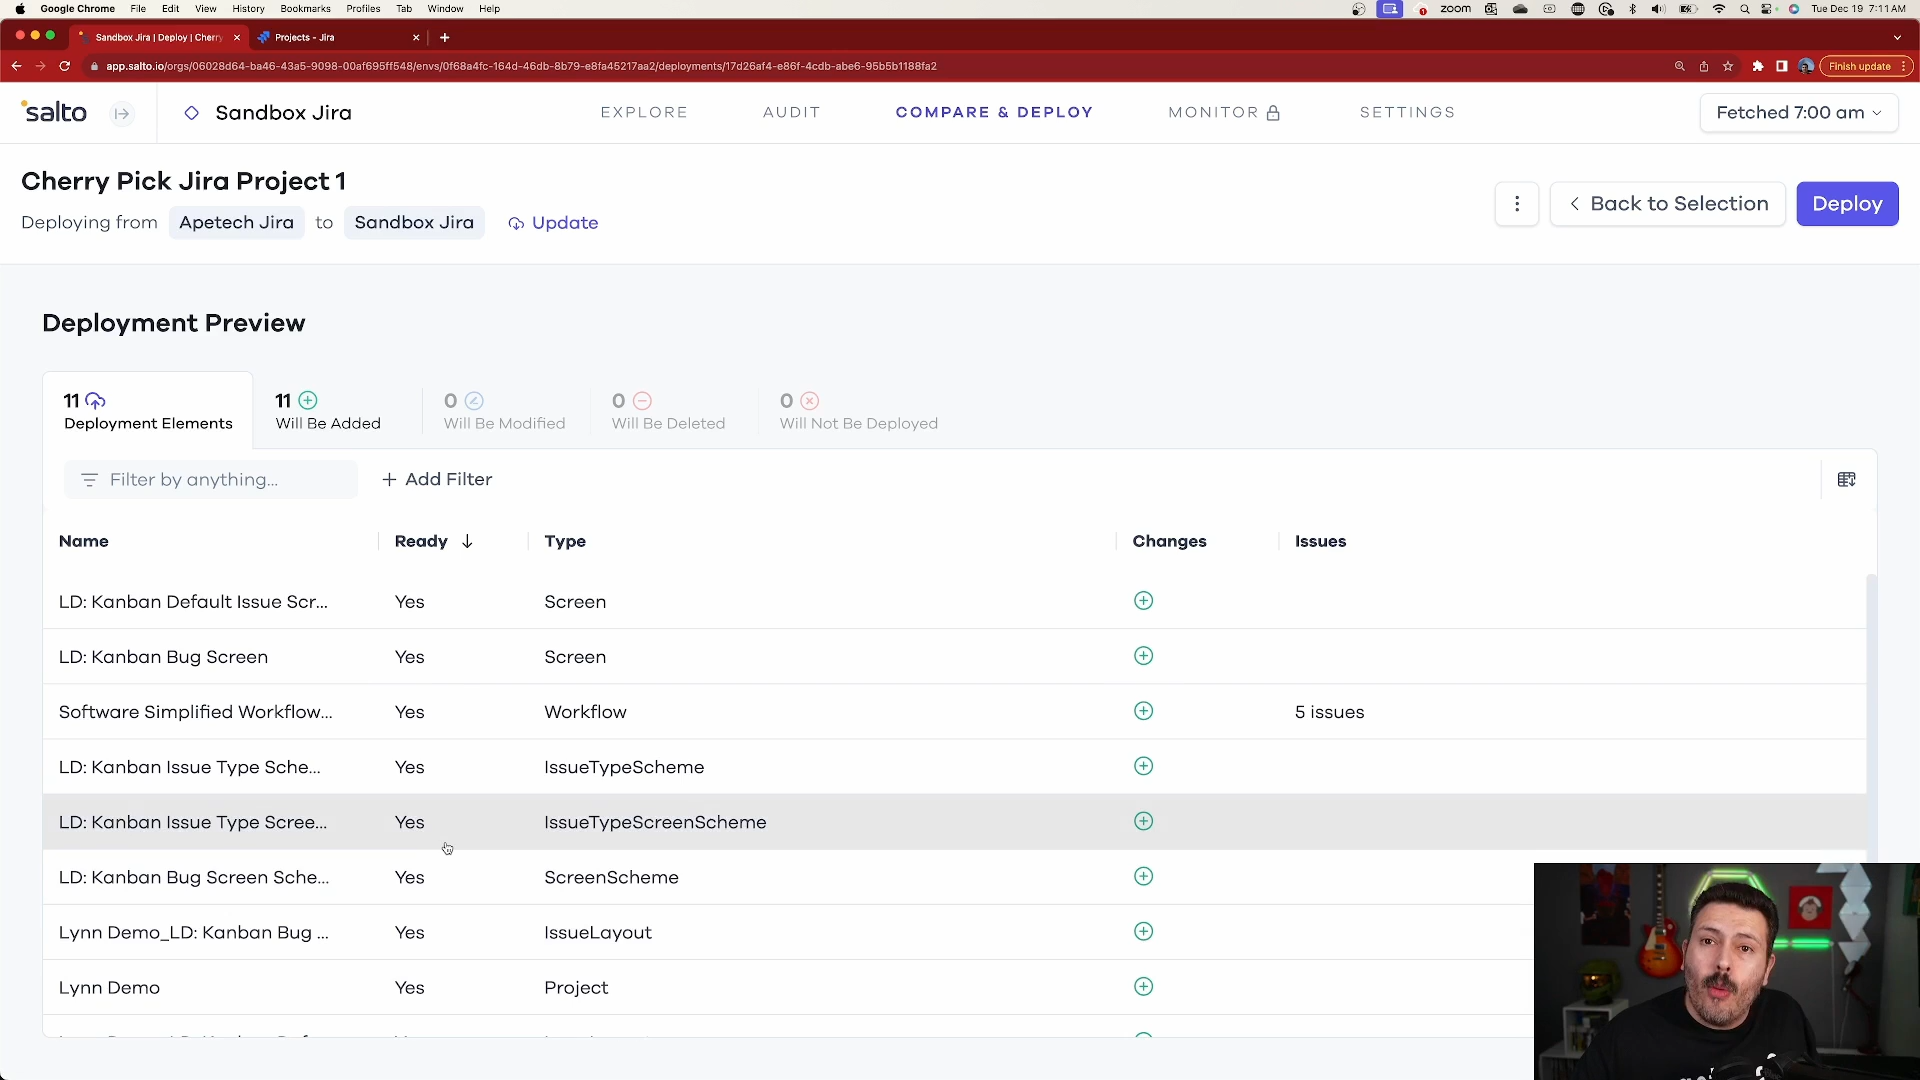 Google Chrome File Edit View History Bookmarks Profiles Tab Window Help
zoom
Tue Dec 19 7:11 AM
Sandbox Jira | Deploy | Cherry
Projects - Jira
app.salto.io/orgs/06028d64-ba46-43a5-9098-00af695ff548/envs/0f68a4fc-164d-46db-8b79-e8fa45217aa2/deployments/17d26af4-e86f-4cdb-abe6-95b5b1188fa2
Finish update
salto
Sandbox Jira
EXPLORE
AUDIT
COMPARE & DEPLOY
MONITOR
SETTINGS
Fetched 7:00 am
Cherry Pick Jira Project 1
Deploying from Apetech Jira to Sandbox Jira Update
Back to Selection
Deploy
Deployment Preview
11
Deployment Elements
11
Will Be Added
0
Will Be Modified
0
Will Be Deleted
0
Will Not Be Deployed
Filter by anything...
+ Add Filter
Name Ready Type Changes Issues
LD: Kanban Default Issue Scr... Yes Screen
LD: Kanban Bug Screen Yes Screen
Software Simplified Workflow... Yes Workflow 5 issues
LD: Kanban Issue Type Sche... Yes IssueTypeScheme
LD: Kanban Issue Type Scree... Yes IssueTypeScreenScheme
LD: Kanban Bug Screen Sche... Yes ScreenScheme
Lynn Demo_LD: Kanban Bug ... Yes IssueLayout
Lynn Demo Yes Project